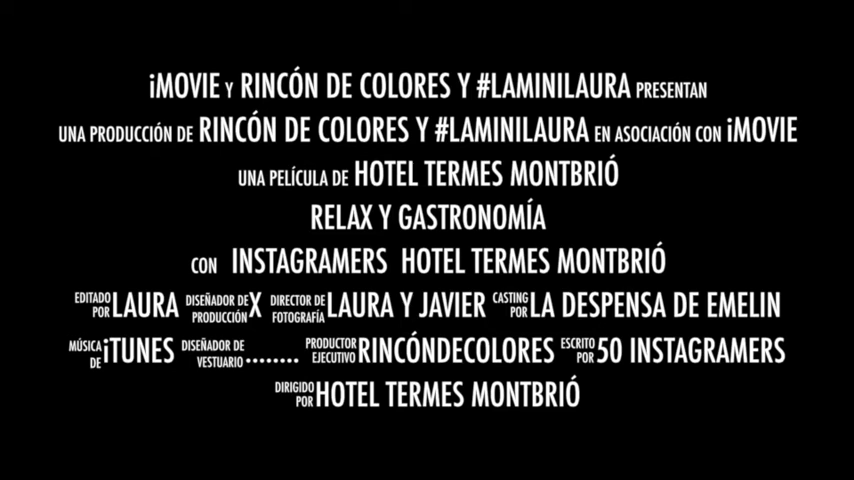 iMOVIE Y RINCÓN DE COLORES Y #LAMINILAURA PRESENTAN
UNA PRODUCCIÓN DE RINCÓN DE COLORES Y #LAMINILAURA EN ASOCIACIÓN CON iMOVIE
UNA PELÍCULA DE HOTEL TERMES MONTBRIÓ
RELAX Y GASTRONOMÍA
CON INSTAGRAMERS HOTEL TERMES MONTBRIÓ
EDITADO POR LAURA DISEÑADOR DE PRODUCCIÓN X DIRECTOR DE FOTOGRAFÍA LAURA Y JAVIER CASTING POR LA DESPENSA DE EMELIN
MÚSICA DE iTUNES DISEÑADOR DE VESTUARIO ........ PRODUCTOR EJECUTIVO RINCÓNDECOLORES ESCRITO POR 50 INSTAGRAMERS
DIRIGIDO POR HOTEL TERMES MONTBRIÓ